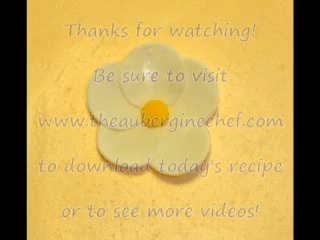 Thanks for watching!
Be sure to visit
www.theauberginechef.com
to download today's recipe
or to see more videos!